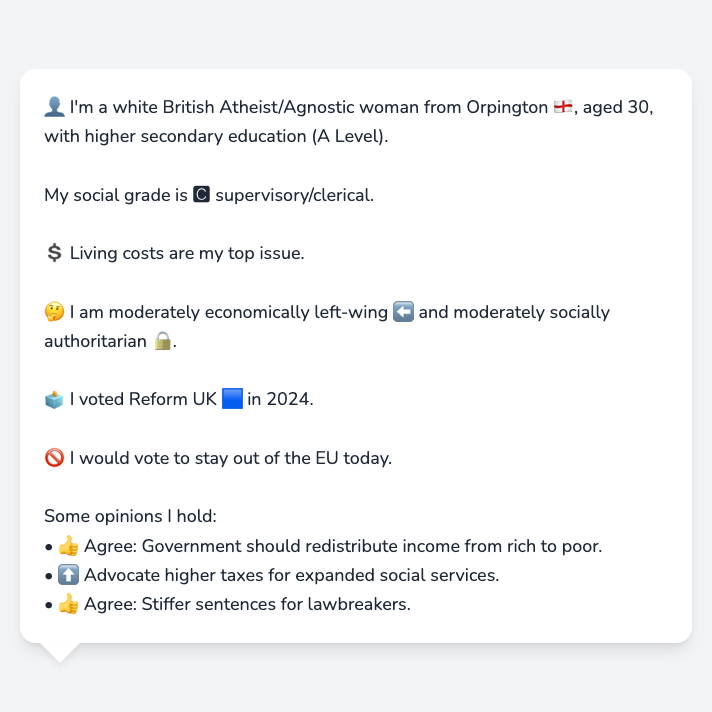 👤 I'm a white British Atheist/Agnostic woman from Orpington 🏴󠁧󠁢󠁥󠁮󠁧󠁿, aged 30,
with higher secondary education (A Level).
My social grade is 🅲 supervisory/clerical.
💲 Living costs are my top issue.
🤔 I am moderately economically left-wing ⬅️ and moderately socially
authoritarian 🔒.
🗳️ I voted Reform UK 🟦 in 2024.
🚫 I would vote to stay out of the EU today.
Some opinions I hold:
• 👍 Agree: Government should redistribute income from rich to poor.
• ⬆️ Advocate higher taxes for expanded social services.
• 👍 Agree: Stiffer sentences for lawbreakers.